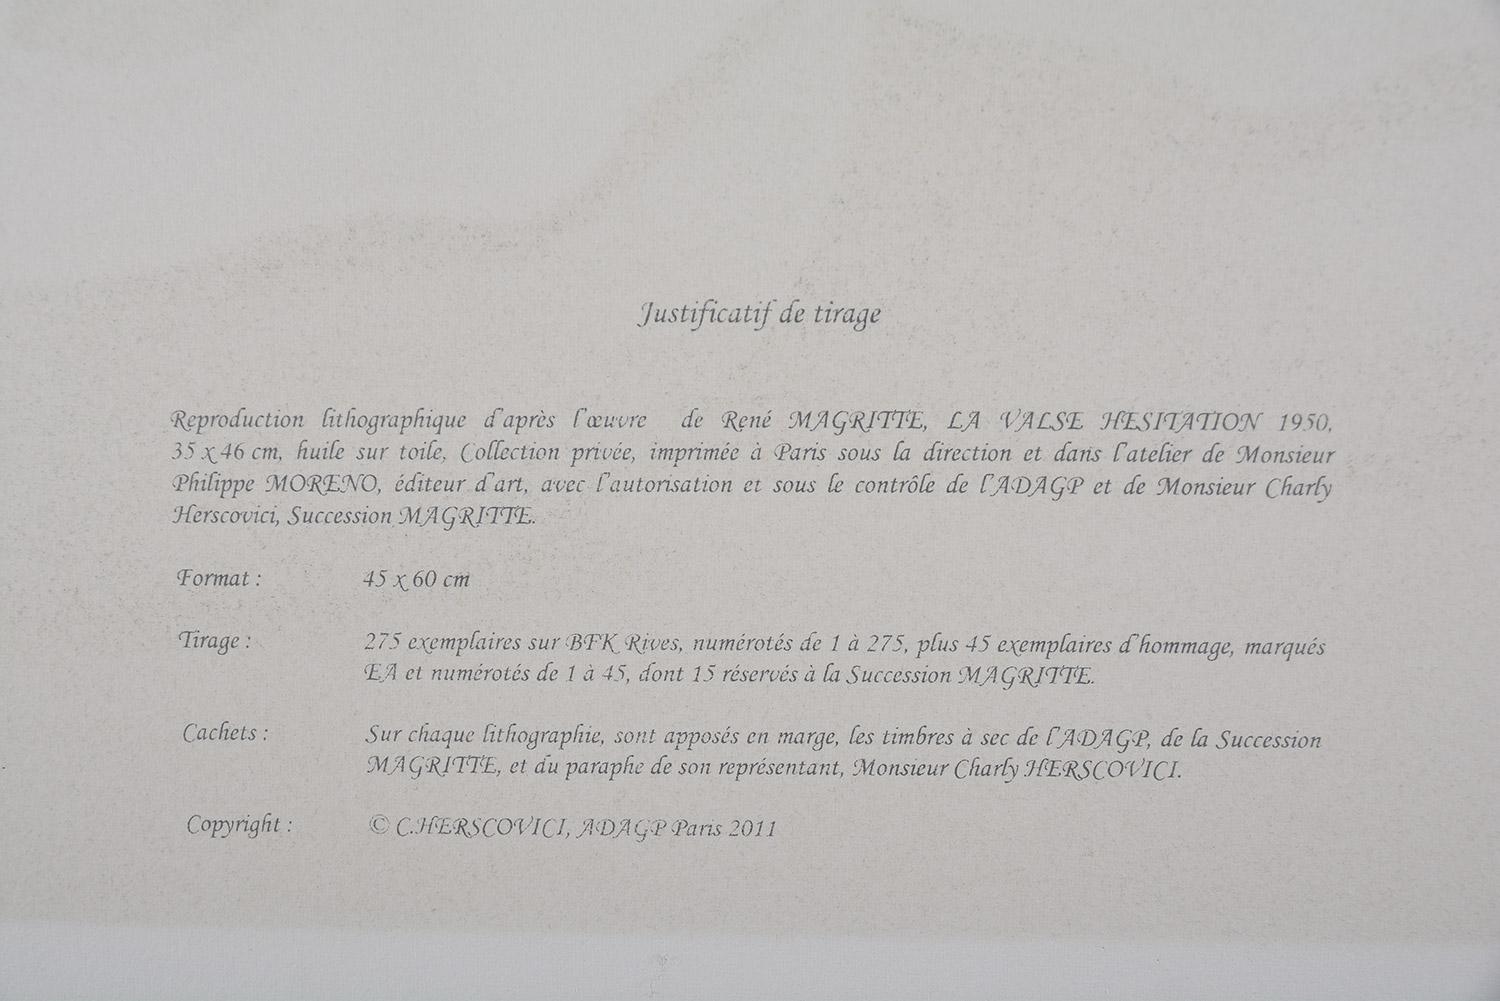 Justificatif de tirage
Reproduction lithographique d'après l'œuvre de René MAGRITTE, LA VALSE HESITATION 1950,
35 x 46 cm, huile sur toile, Collection privée, imprimée à Paris sous la direction et dans l'atelier de Monsieur
Philippe MORENO, éditeur d'art, avec l'autorisation et sous le contrôle de l'ADAGP et de Monsieur Charly
Herscovici, Succession MAGRITTE.
Format : 45 x 60 cm
Tirage : 275 exemplaires sur BFK Rives, numérotés de 1 à 275, plus 45 exemplaires d'hommage, marqués
EA et numérotés de 1 à 45, dont 15 réservés à la Succession MAGRITTE.
Cachets : Sur chaque lithographie, sont apposés en marge, les timbres à sec de l'ADAGP, de la Succession
MAGRITTE, et du paraphe de son représentant, Monsieur Charly HERSCOVICI.
Copyright : © C.HERSCOVICI, ADAGP Paris 2011